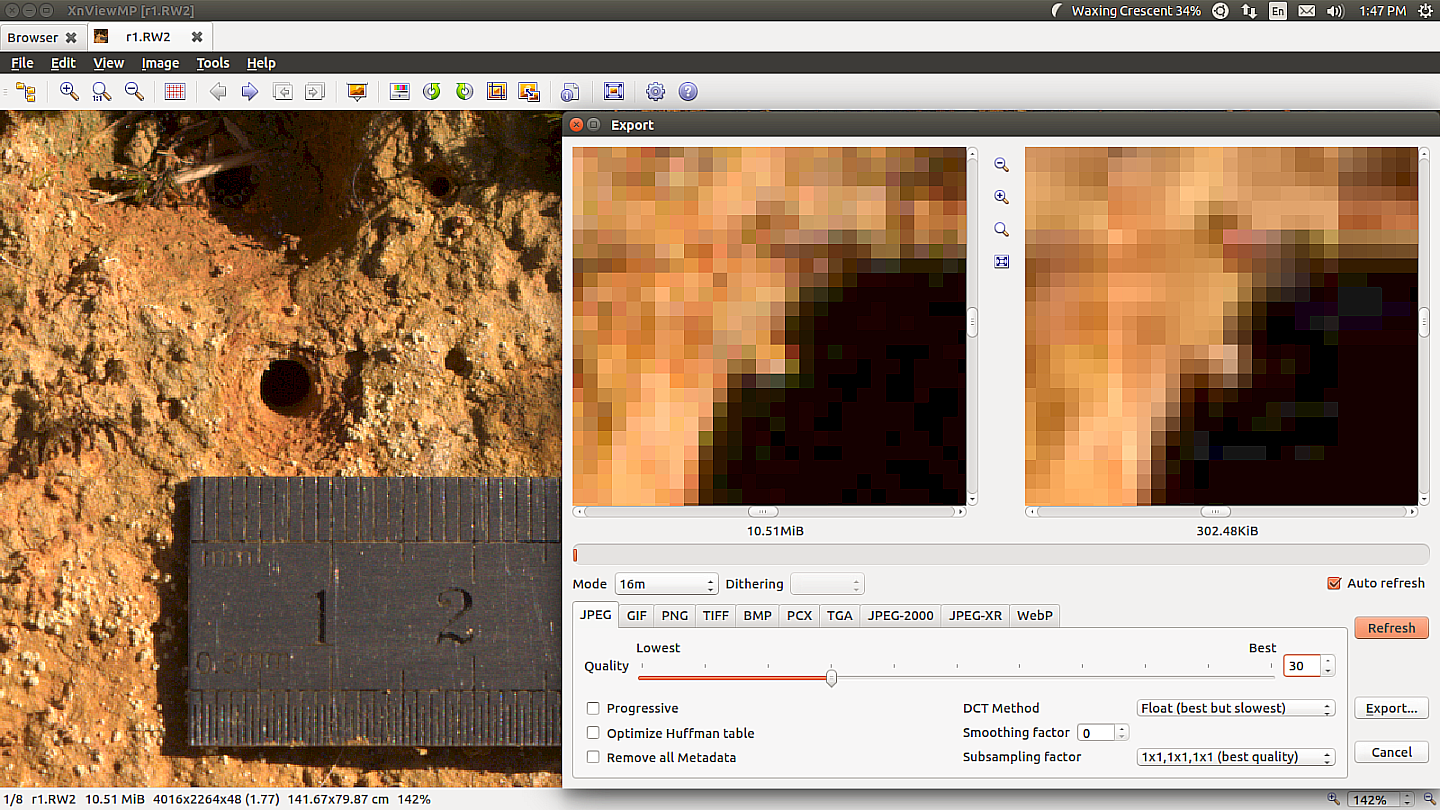 XnViewMP [r1.RW2]
Waxing Crescent 34% En 1:47 PM
Browser r1.RW2
File Edit View Image Tools Help
1:1
Export
mm
1 2
0.5mm
10.51MiB 302.48KiB
Mode 16m Dithering Auto refresh
JPEG GIF PNG TIFF BMP PCX TGA JPEG-2000 JPEG-XR WebP
Refresh
Lowest Best
Quality 30
Progressive DCT Method Float (best but slowest) Export...
Optimize Huffman table Smoothing factor 0
Remove all Metadata Subsampling factor 1x1,1x1,1x1 (best quality) Cancel
1/8 r1.RW2 10.51 MiB 4016x2264x48 (1.77) 141.67x79.87 cm 142% 142%